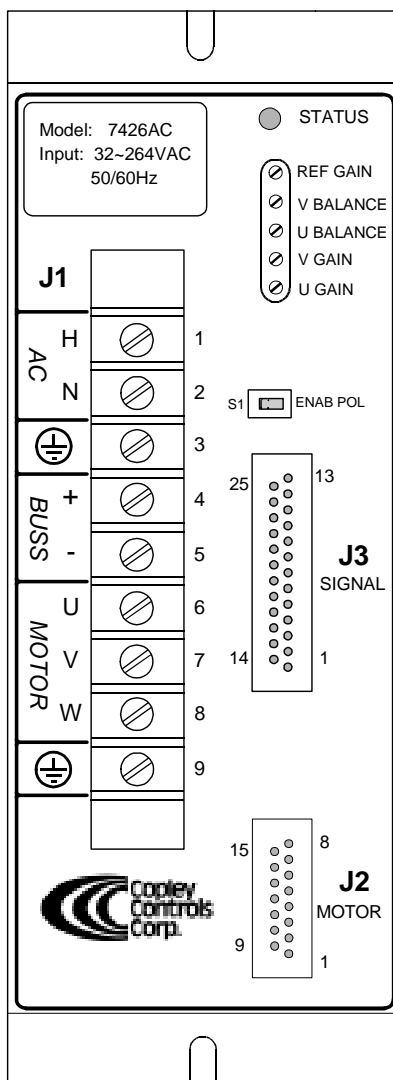 Model: 7426AC
Input: 32~264VAC
50/60Hz
STATUS
REF GAIN
V BALANCE
U BALANCE
V GAIN
U GAIN
J1
AC
H
1
N
2
3
BUSS
+
4
-
5
MOTOR
U
6
V
7
W
8
9
S1
ENAB POL
25
13
J3
SIGNAL
14
1
15
8
J2
MOTOR
9
1
Copley
Controls
Corp.